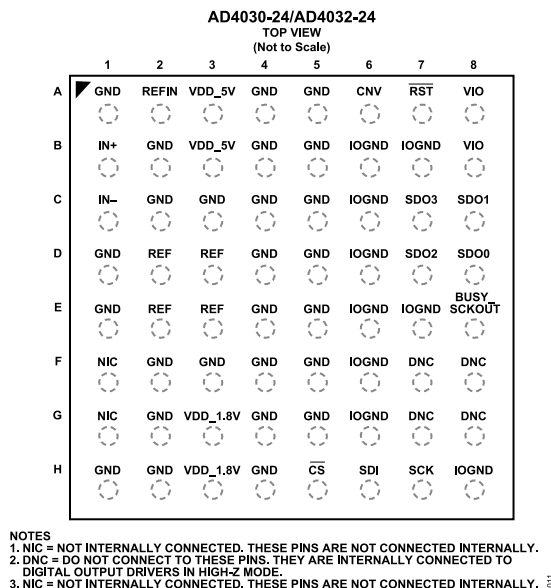 AD4030-24/AD4032-24
TOP VIEW
(Not to Scale)
1 2 3 4 5 6 7 8
A GND REFIN VDD_5V GND GND CNV RST VIO
B IN+ GND VDD_5V GND GND IOGND IOGND VIO
C IN– GND GND GND GND IOGND SDO3 SDO1
D GND REF REF GND GND IOGND SDO2 SDO0
E GND REF REF GND GND IOGND IOGND BUSY_
SCKOUT
F NIC GND GND GND GND IOGND DNC DNC
G NIC GND VDD_1.8V GND GND IOGND DNC DNC
H GND GND VDD_1.8V GND CS SDI SCK IOGND
NOTES
1. NIC = NOT INTERNALLY CONNECTED. THESE PINS ARE NOT CONNECTED INTERNALLY.
2. DNC = DO NOT CONNECT TO THESE PINS. THEY ARE INTERNALLY CONNECTED TO
DIGITAL OUTPUT DRIVERS IN HIGH-Z MODE.
3. NIC = NOT INTERNALLY CONNECTED. THESE PINS ARE NOT CONNECTED INTERNALLY.